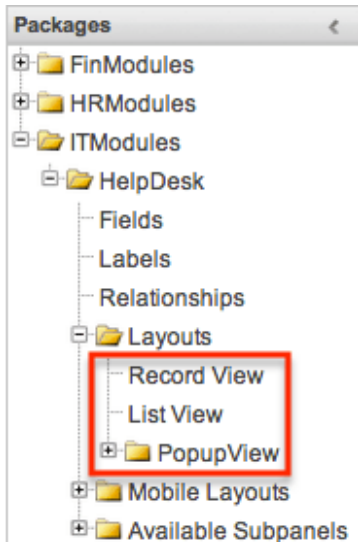 Packages
FinModules
HRModules
ITModules
HelpDesk
Fields
Labels
Relationships
Layouts
Record View
List View
PopupView
Mobile Layouts
Available Subpanels